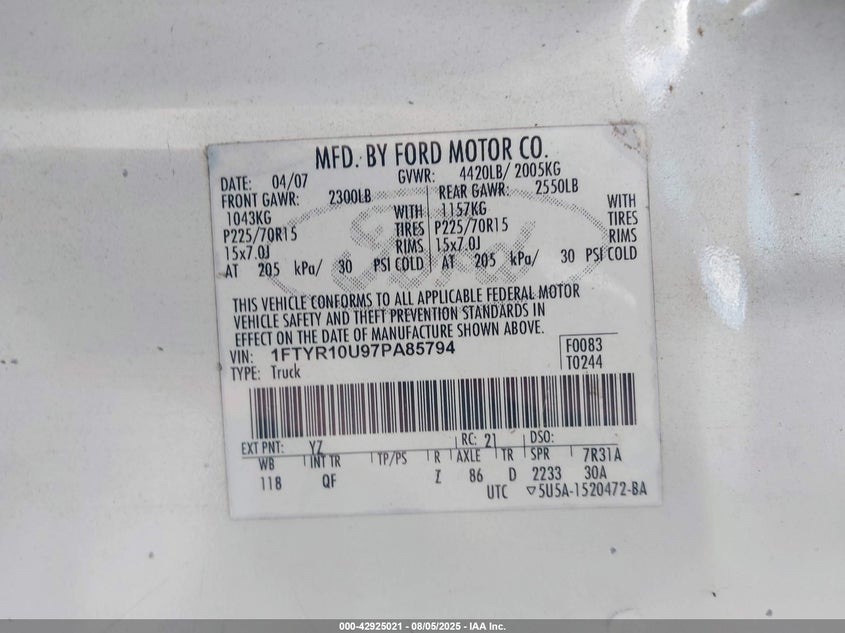 MFD. BY FORD MOTOR CO.
DATE: 04/07 GVWR: 4420LB/ 2005KG
FRONT GAWR: 2300LB REAR GAWR: 2550LB
1043KG WITH 1157KG WITH
P225/70R15 TIRES P225/70R15 TIRES
15x7.0J RIMS 15x7.0J RIMS
AT 205 kPa/ 30 PSI COLD AT 205 kPa/ 30 PSI COLD
Ford
THIS VEHICLE CONFORMS TO ALL APPLICABLE FEDERAL MOTOR
VEHICLE SAFETY AND THEFT PREVENTION STANDARDS IN
EFFECT ON THE DATE OF MANUFACTURE SHOWN ABOVE.
VIN: 1FTYR10U97PA85794 F0083
TYPE: Truck T0244
EXT PNT: YZ RC: 21 DSO:
WB INT TR TP/PS R AXLE TR SPR 7R31A
118 QF Z 86 D 2233 30A
UTC ▽5U5A-1520472-BA
000-42925021 - 08/05/2025 - IAA Inc.